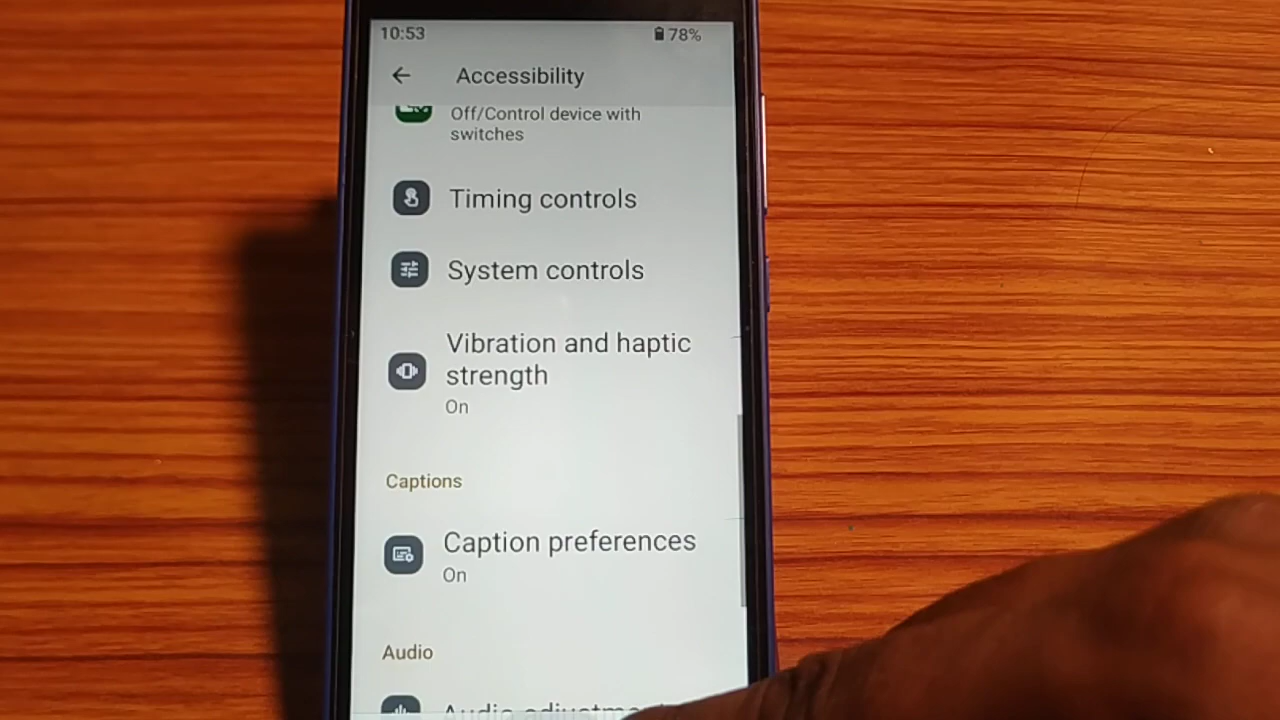 10:53
78%
Accessibility
Off/Control device with
switches
Timing controls
System controls
Vibration and haptic
strength
On
Captions
Caption preferences
On
Audio
Audio